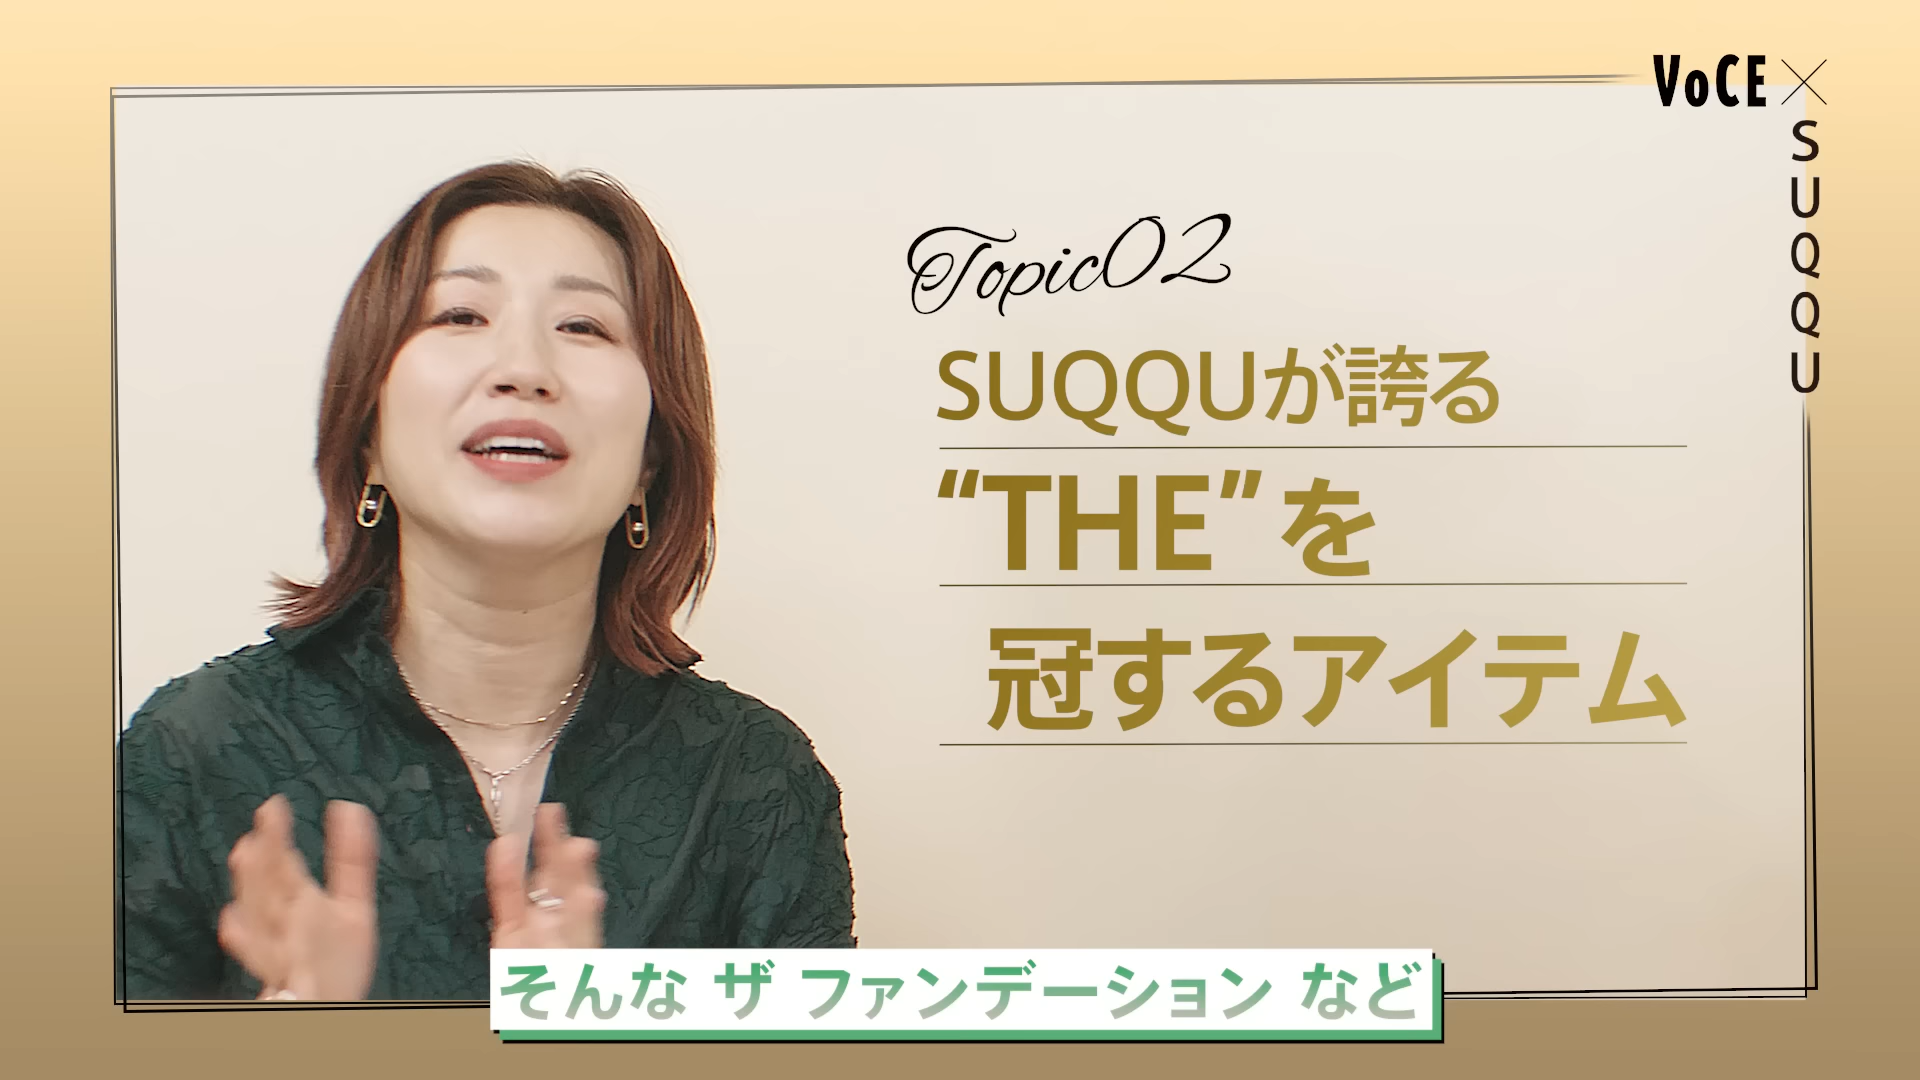 VoCE×
SUQQU
Topic02
SUQQUが誇る
“THE”を
冠するアイテム
そんな ザ ファンデーション など